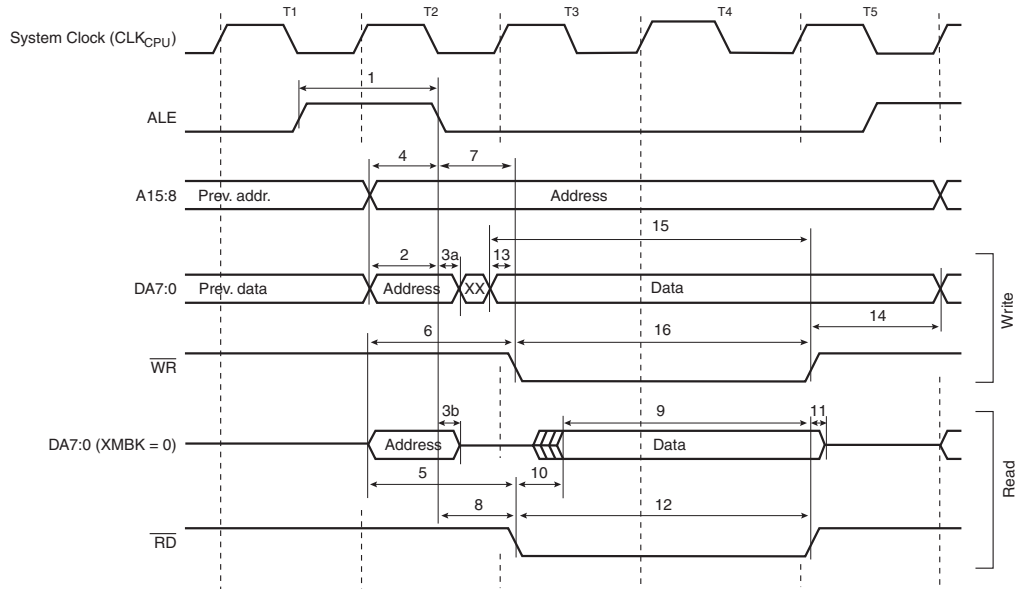 T1 T2 T3 T4 T5
System Clock (CLKCPU)
1
ALE
4 7
A15:8 Prev. addr. Address
15
2 3a 13
DA7:0 Prev. data Address XX Data
14
6 16
WR
Write
3b 9 11
DA7:0 (XMBK = 0) Address Data
5 10
8 12
RD
Read